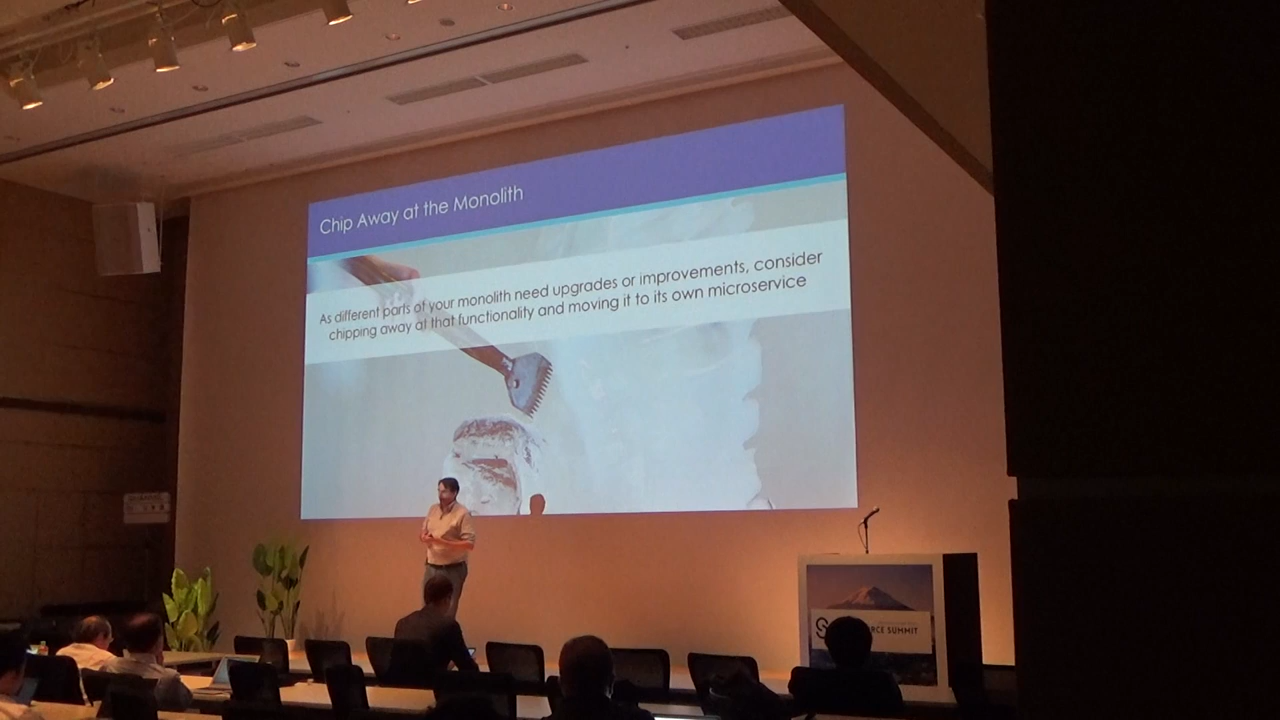 Chip Away at the Monolith
As different parts of your monolith need upgrades or improvements, consider
chipping away at that functionality and moving it to its own microservice
RCE SUMMIT